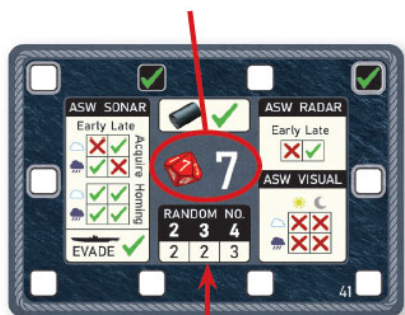 ASW SONAR
Early Late
Acquire
Homing
EVADE
7
7
RANDOM NO.
2 3 4
2 2 3
ASW RADAR
Early Late
ASW VISUAL
41